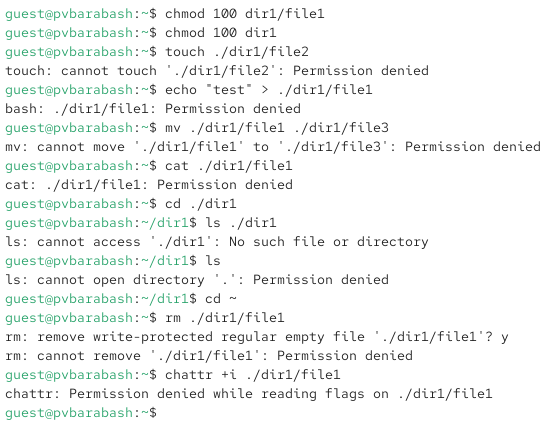 guest@pvbarabash:~$ chmod 100 dir1/file1
guest@pvbarabash:~$ chmod 100 dir1
guest@pvbarabash:~$ touch ./dir1/file2
touch: cannot touch './dir1/file2': Permission denied
guest@pvbarabash:~$ echo "test" > ./dir1/file1
bash: ./dir1/file1: Permission denied
guest@pvbarabash:~$ mv ./dir1/file1 ./dir1/file3
mv: cannot move './dir1/file1' to './dir1/file3': Permission denied
guest@pvbarabash:~$ cat ./dir1/file1
cat: ./dir1/file1: Permission denied
guest@pvbarabash:~$ cd ./dir1
guest@pvbarabash:~/dir1$ ls ./dir1
ls: cannot access './dir1': No such file or directory
guest@pvbarabash:~/dir1$ ls
ls: cannot open directory '.': Permission denied
guest@pvbarabash:~/dir1$ cd ~
guest@pvbarabash:~$ rm ./dir1/file1
rm: remove write-protected regular empty file './dir1/file1'? y
rm: cannot remove './dir1/file1': Permission denied
guest@pvbarabash:~$ chattr +i ./dir1/file1
chattr: Permission denied while reading flags on ./dir1/file1
guest@pvbarabash:~$